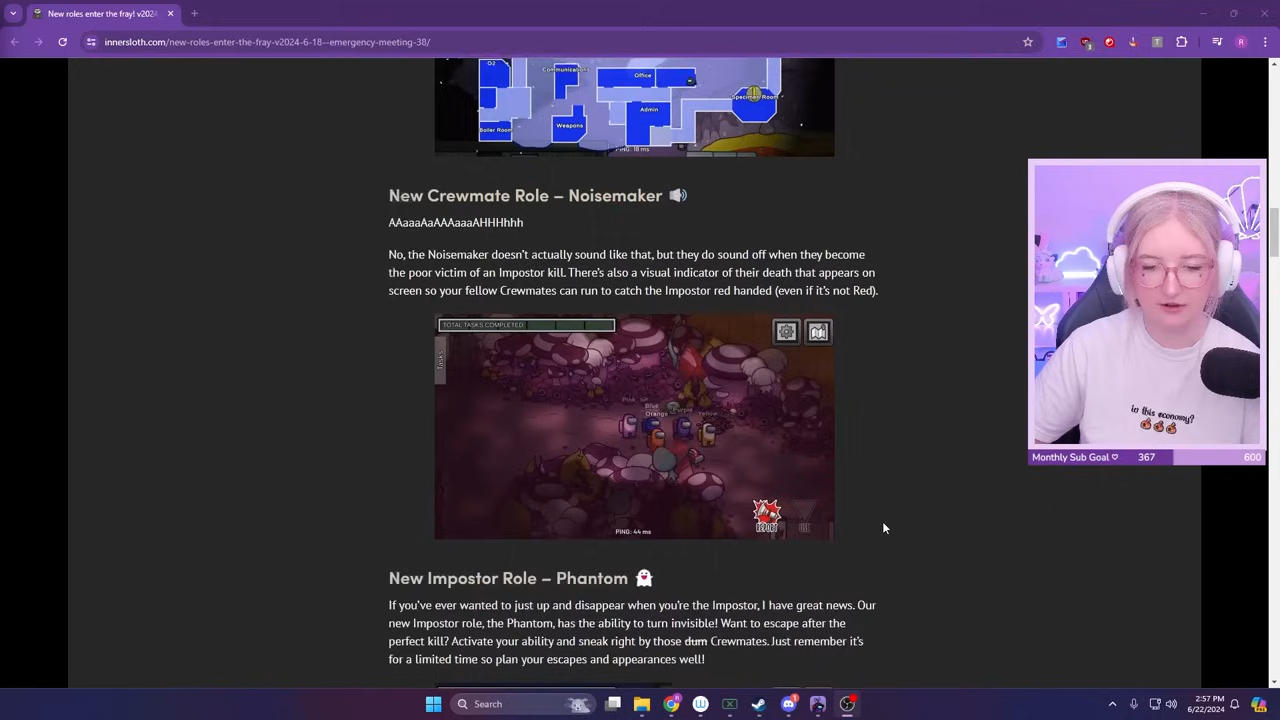 New roles enter the fray! v2024
innersloth.com/new-roles-enter-the-fray-v2024-6-18--emergency-meeting-38/
O2
Communications
Office
Specimen Room
Admin
Boiler Room
Weapons
PING: 18 ms
New Crewmate Role – Noisemaker
AAaaaAaAAAaaaAHHHhhh
No, the Noisemaker doesn't actually sound like that, but they do sound off when they become
the poor victim of an Impostor kill. There's also a visual indicator of their death that appears on
screen so your fellow Crewmates can run to catch the Impostor red handed (even if it's not Red).
TOTAL TASKS COMPLETED
Tasks
Pink
Blue
Purple
Yellow
Orange
REPORT
USE
PING: 44 ms
in this economy?
Monthly Sub Goal ♡ 367 600
New Impostor Role – Phantom
If you've ever wanted to just up and disappear when you're the Impostor, I have great news. Our
new Impostor role, the Phantom, has the ability to turn invisible! Want to escape after the
perfect kill? Activate your ability and sneak right by those dum Crewmates. Just remember it's
for a limited time so plan your escapes and appearances well!
Search
2:57 PM
6/22/2024